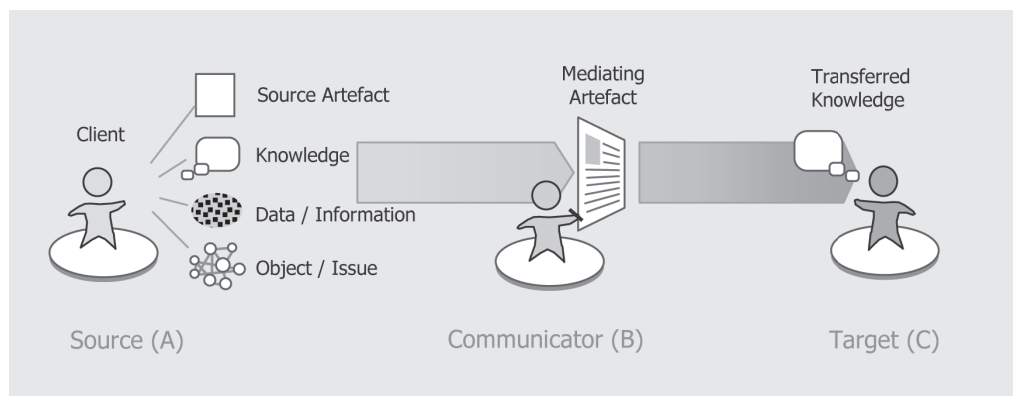 Client
Source Artefact
Knowledge
Data / Information
Object / Issue
Mediating
Artefact
Transferred
Knowledge
Source (A)
Communicator (B)
Target (C)